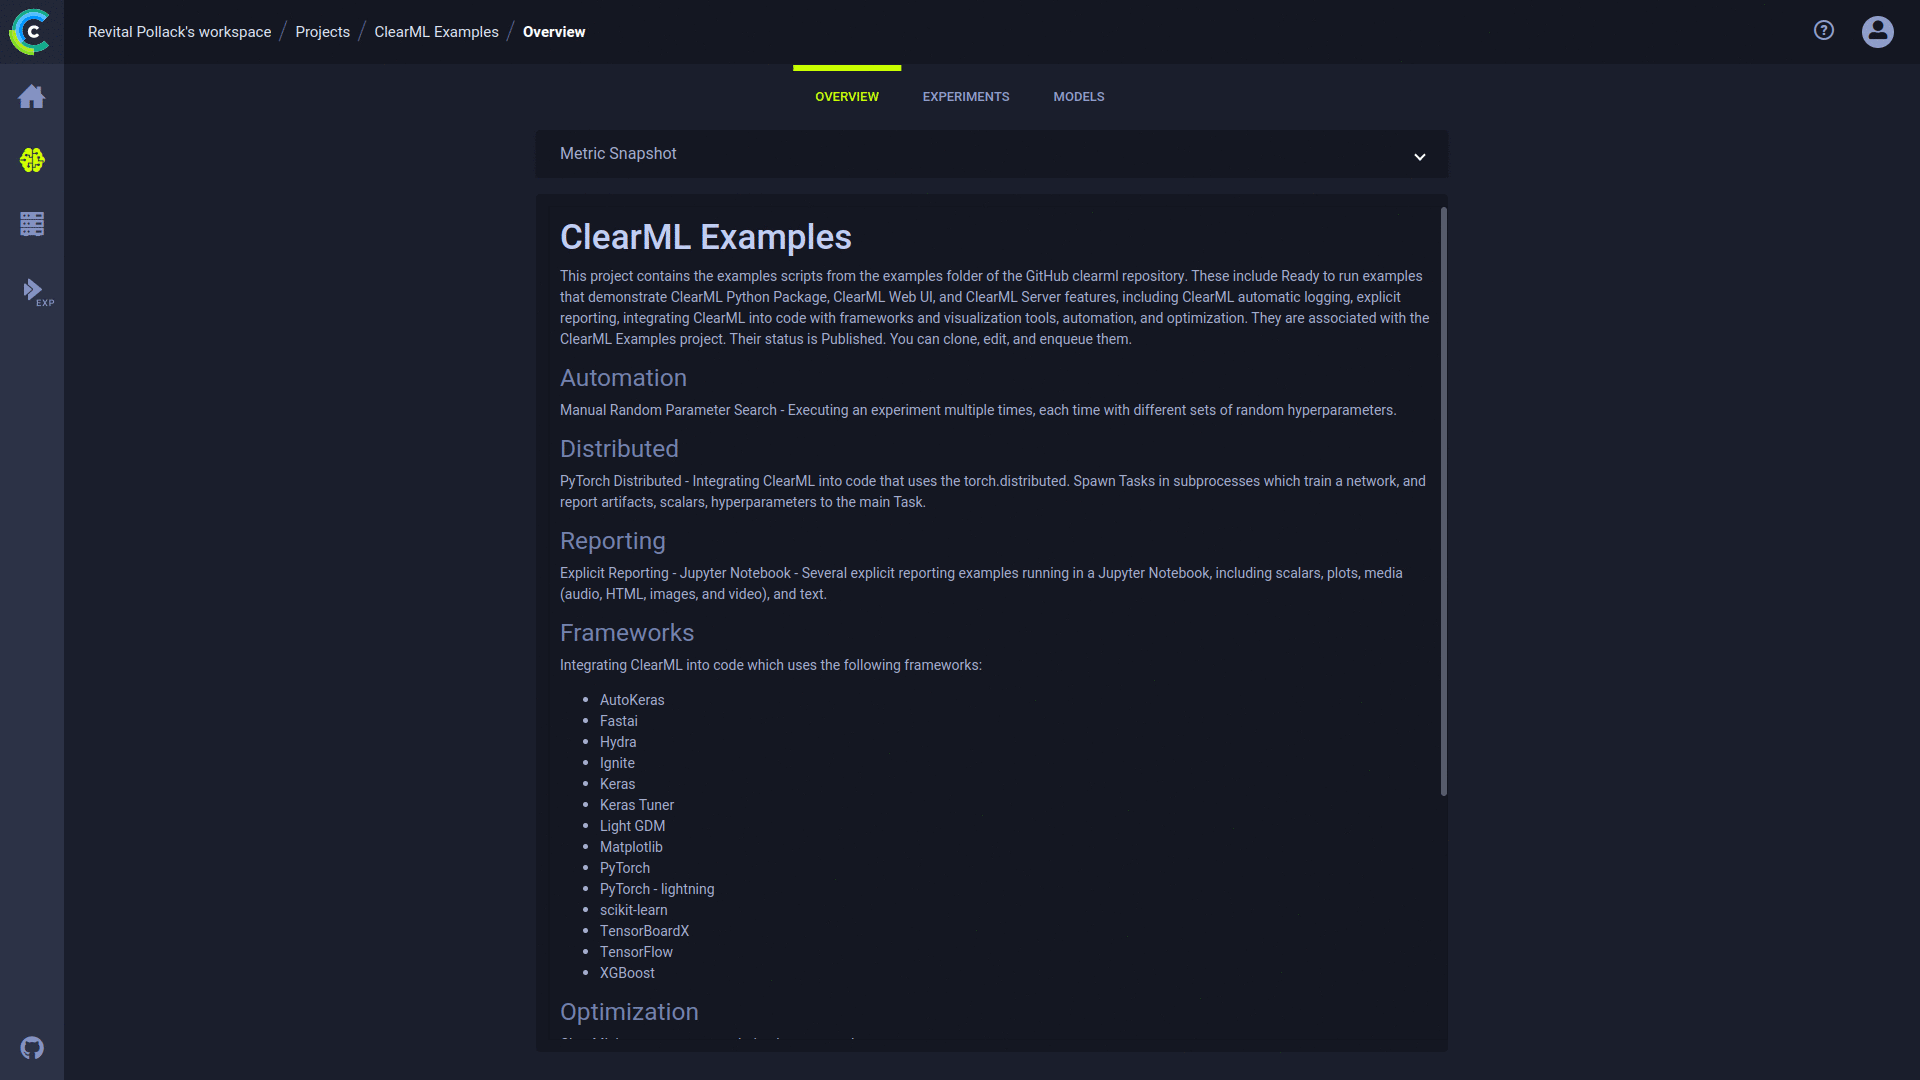 Revital Pollack's workspace / Projects / ClearML Examples / Overview
OVERVIEW EXPERIMENTS MODELS
Metric Snapshot
ClearML Examples
This project contains the examples scripts from the examples folder of the GitHub clearml repository. These include Ready to run examples
that demonstrate ClearML Python Package, ClearML Web UI, and ClearML Server features, including ClearML automatic logging, explicit
reporting, integrating ClearML into code with frameworks and visualization tools, automation, and optimization. They are associated with the
ClearML Examples project. Their status is Published. You can clone, edit, and enqueue them.
Automation
Manual Random Parameter Search - Executing an experiment multiple times, each time with different sets of random hyperparameters.
Distributed
PyTorch Distributed - Integrating ClearML into code that uses the torch.distributed. Spawn Tasks in subprocesses which train a network, and
report artifacts, scalars, hyperparameters to the main Task.
EXP
Reporting
Explicit Reporting - Jupyter Notebook - Several explicit reporting examples running in a Jupyter Notebook, including scalars, plots, media
(audio, HTML, images, and video), and text.
Frameworks
Integrating ClearML into code which uses the following frameworks:
• AutoKeras
• Fastai
• Hydra
• Ignite
• Keras
• Keras Tuner
• Light GDM
• Matplotlib
• PyTorch
• PyTorch - lightning
• scikit-learn
• TensorBoardX
• TensorFlow
• XGBoost
Optimization